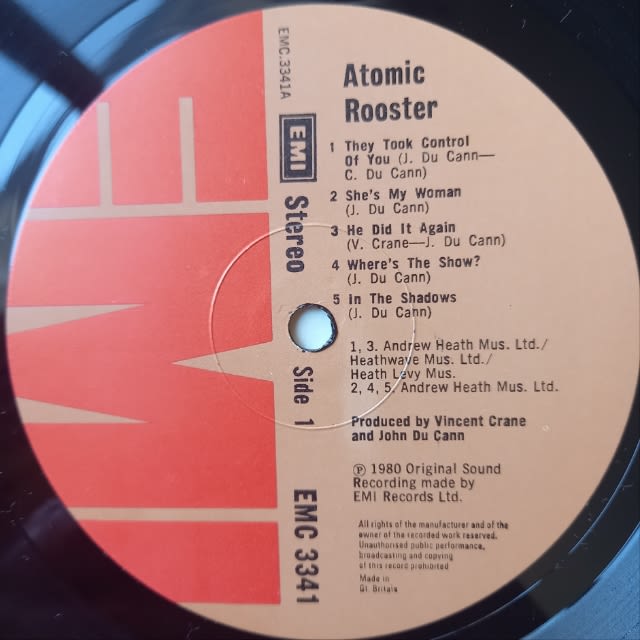 EMC.3341A
EMI
Stereo
Side 1
EMC 3341
Atomic
Rooster
1 They Took Control
Of You (J. Du Cann—
C. Du Cann)
2 She's My Woman
(J. Du Cann)
3 He Did It Again
(V. Crane—J. Du Cann)
4 Where's The Show?
(J. Du Cann)
5 In The Shadows
(J. Du Cann)
1, 3. Andrew Heath Mus. Ltd./
Heathwave Mus. Ltd./
Heath Levy Mus.
2, 4, 5. Andrew Heath Mus. Ltd.
Produced by Vincent Crane
and John Du Cann
℗ 1980 Original Sound
Recording made by
EMI Records Ltd.
All rights of the manufacturer and of the
owner of the recorded work reserved.
Unauthorised public performance,
broadcasting and copying
of this record prohibited
Made in
Gt. Britain
EMI